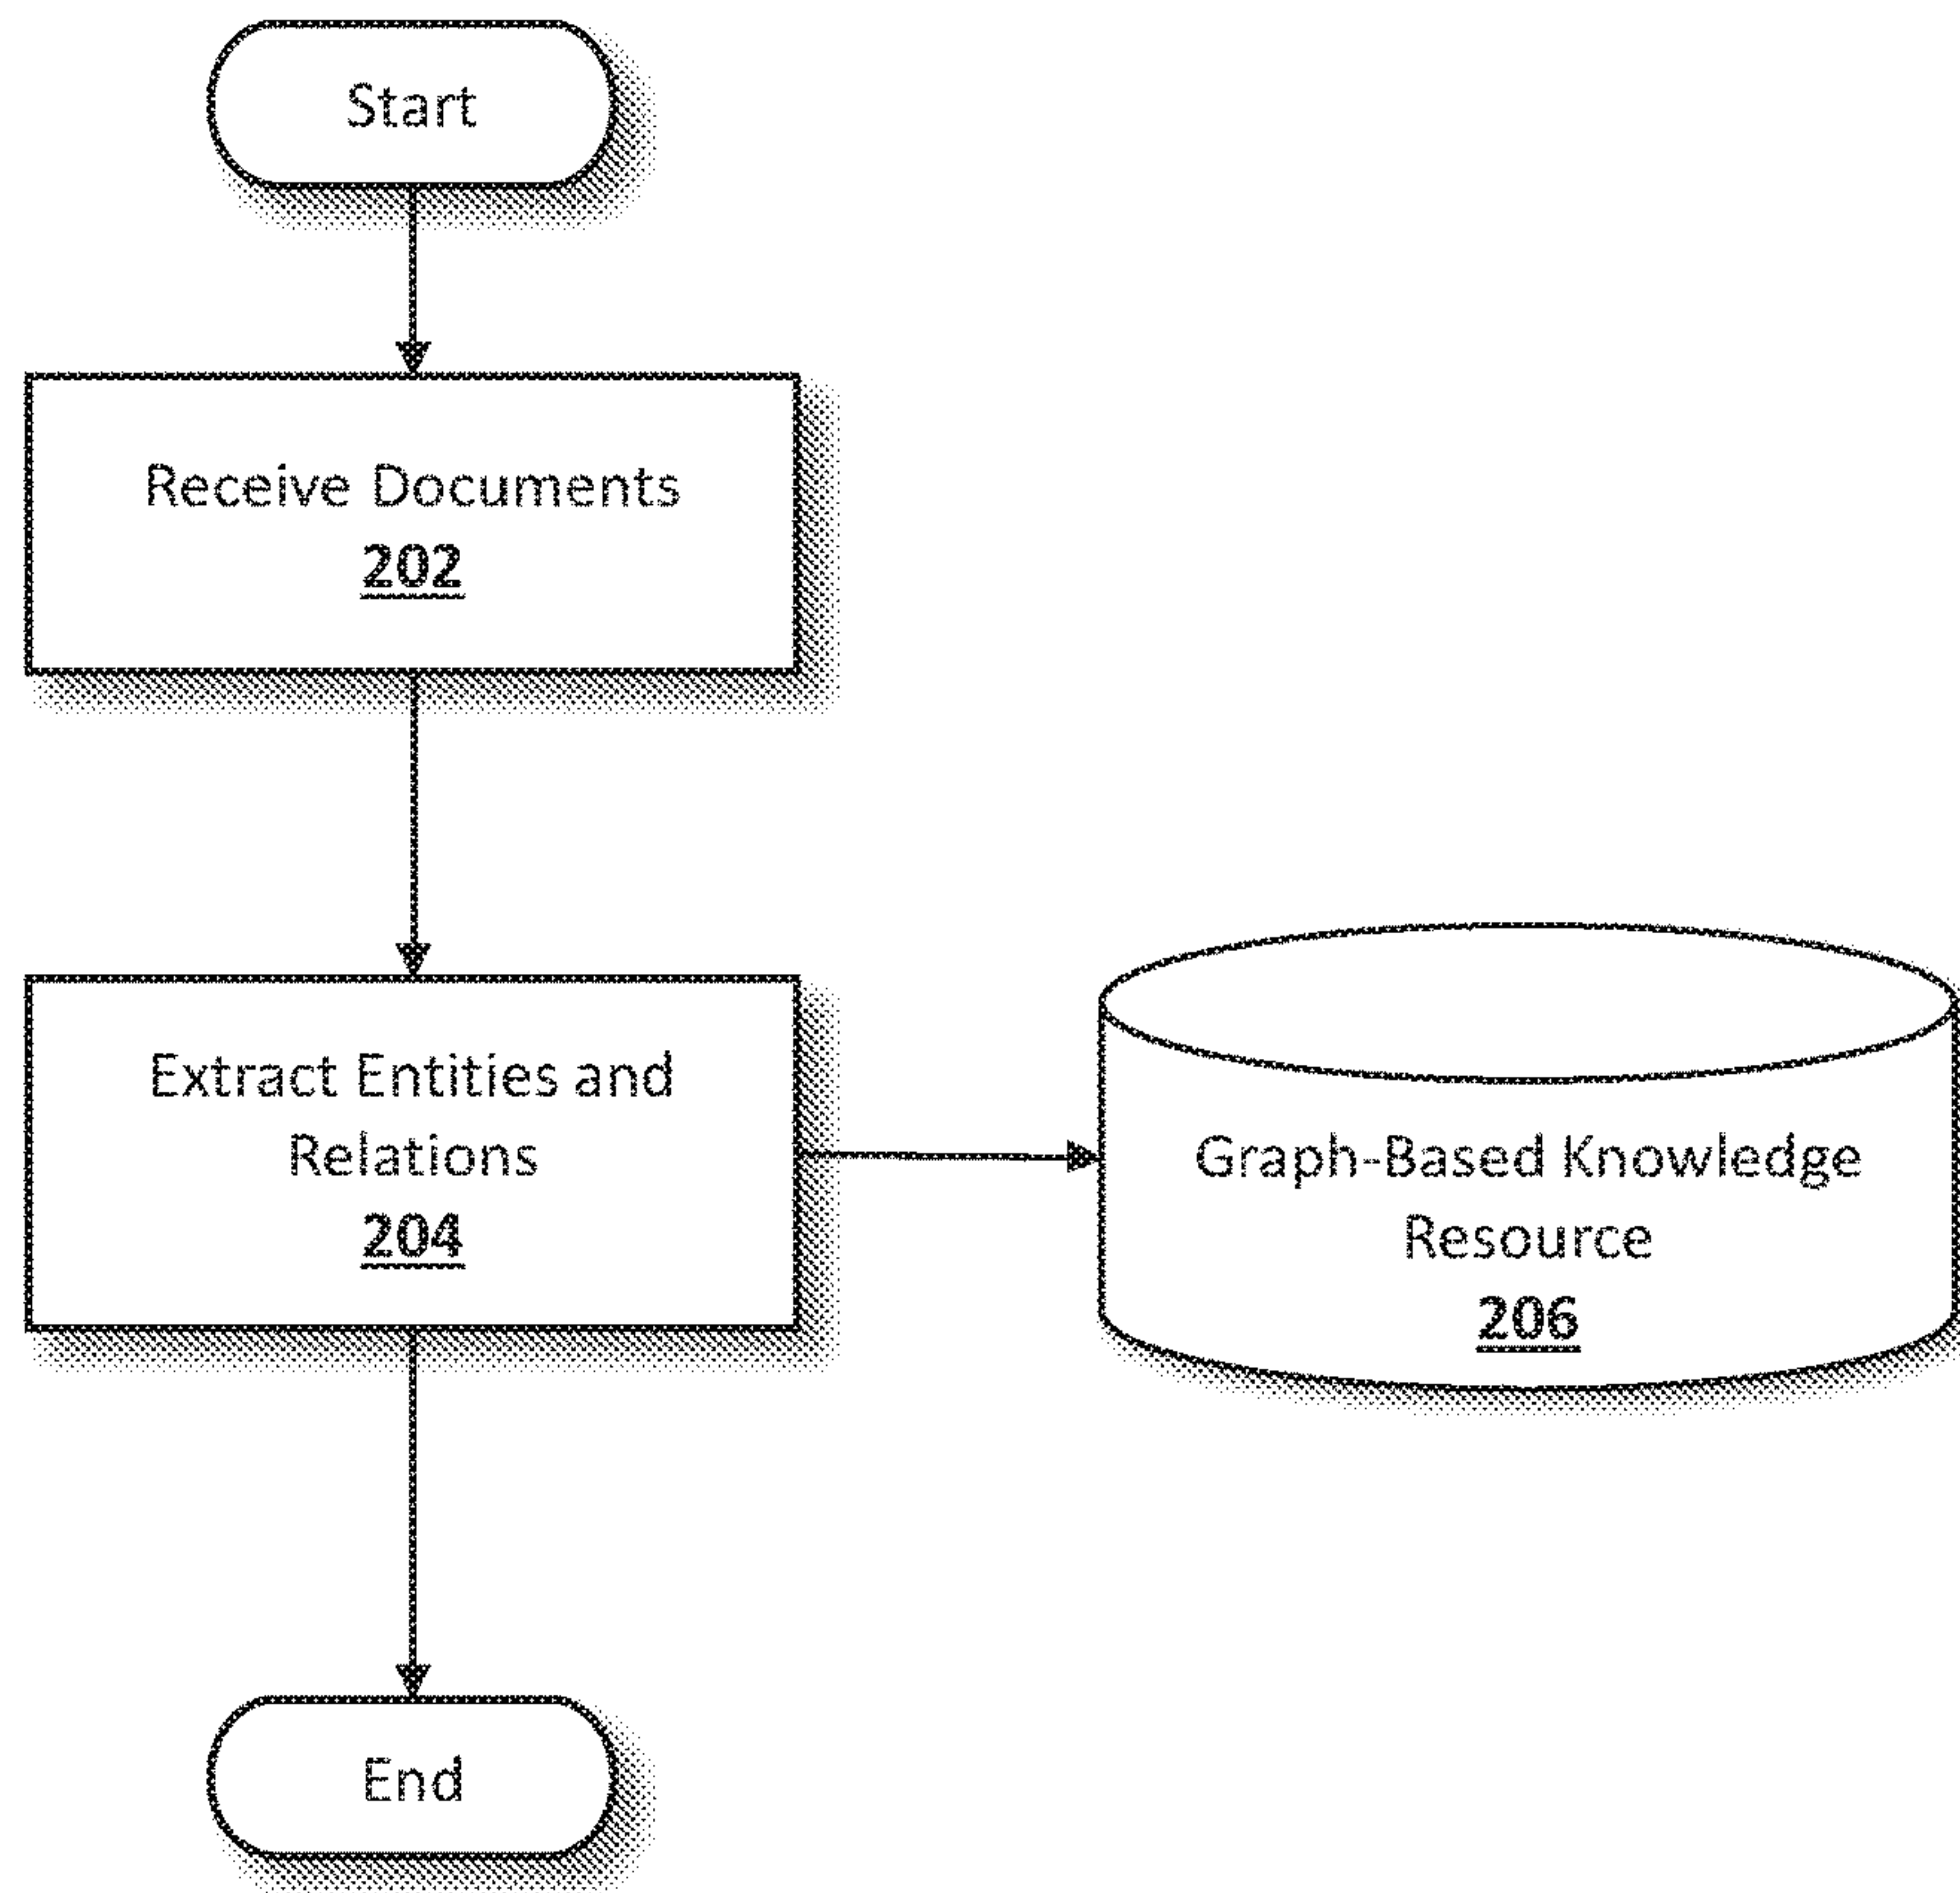 Start
Receive Documents
202
Extract Entities and
Relations
204
Graph-Based Knowledge
Resource
206
End